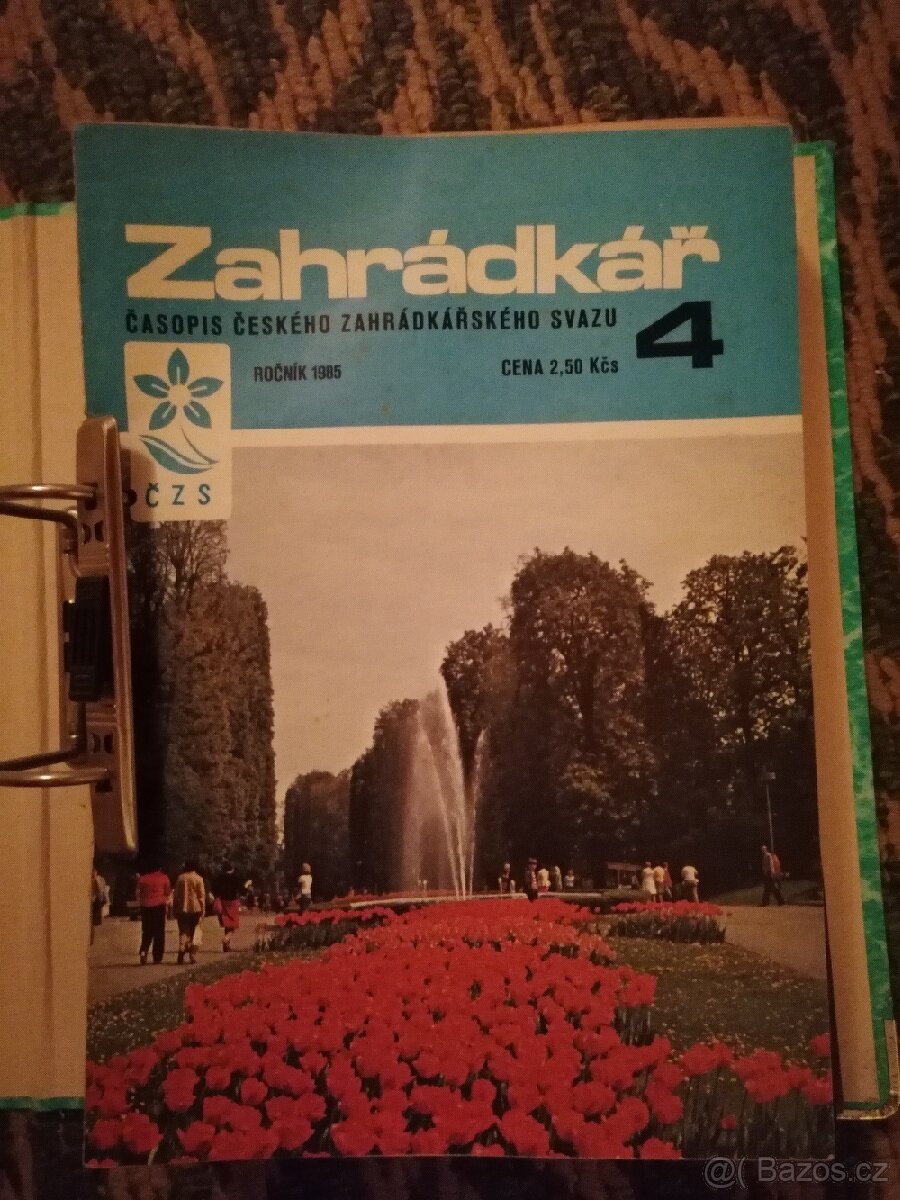 Zahrádkář
ČASOPIS ČESKÉHO ZAHRÁDKÁŘSKÉHO SVAZU
4
ROČNÍK 1985
CENA 2,50 Kčs
ČZS
@( Bazos.cz